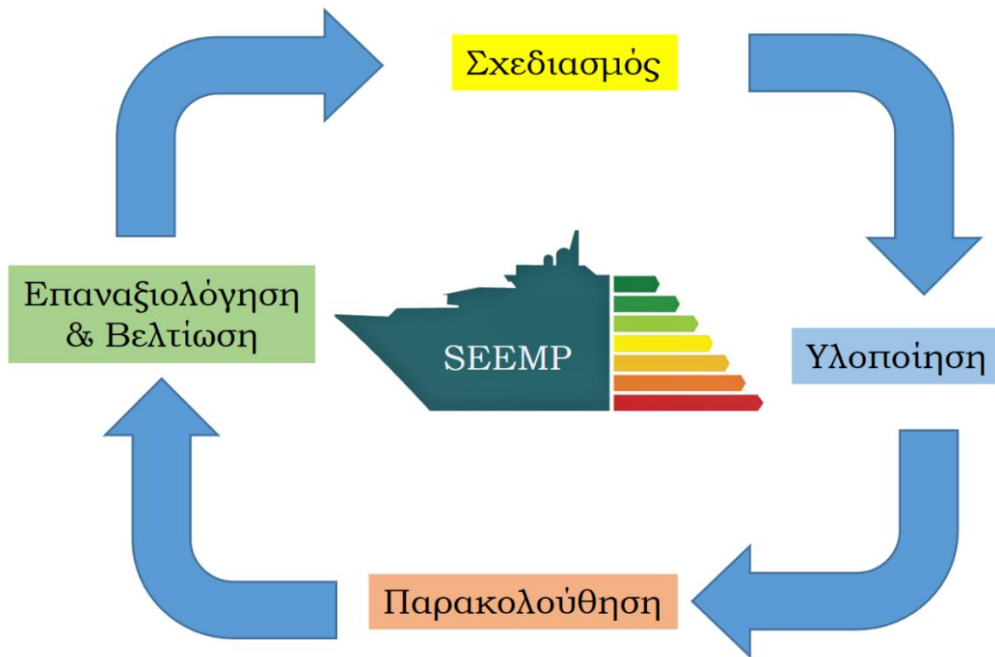 Σχεδιασμός
Επαναξιολόγηση
& Βελτίωση
SEEMP
Υλοποίηση
Παρακολούθηση